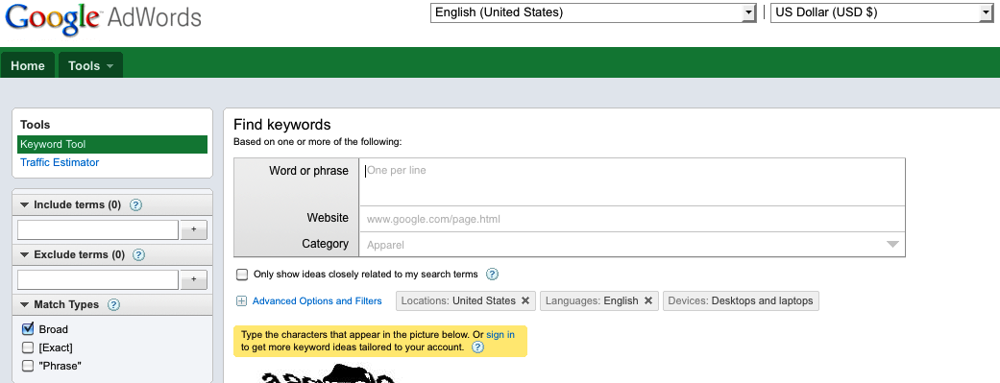 Google AdWords
English (United States)
US Dollar (USD $)
Home
Tools
Tools
Keyword Tool
Traffic Estimator
Include terms (0) ?
+
Exclude terms (0) ?
+
Match Types ?
Broad
[Exact]
"Phrase"
Find keywords
Based on one or more of the following:
Word or phrase
One per line
Website
www.google.com/page.html
Category
Apparel
Only show ideas closely related to my search terms ?
Advanced Options and Filters
Locations: United States
Languages: English
Devices: Desktops and laptops
Type the characters that appear in the picture below. Or sign in
to get more keyword ideas tailored to your account. ?